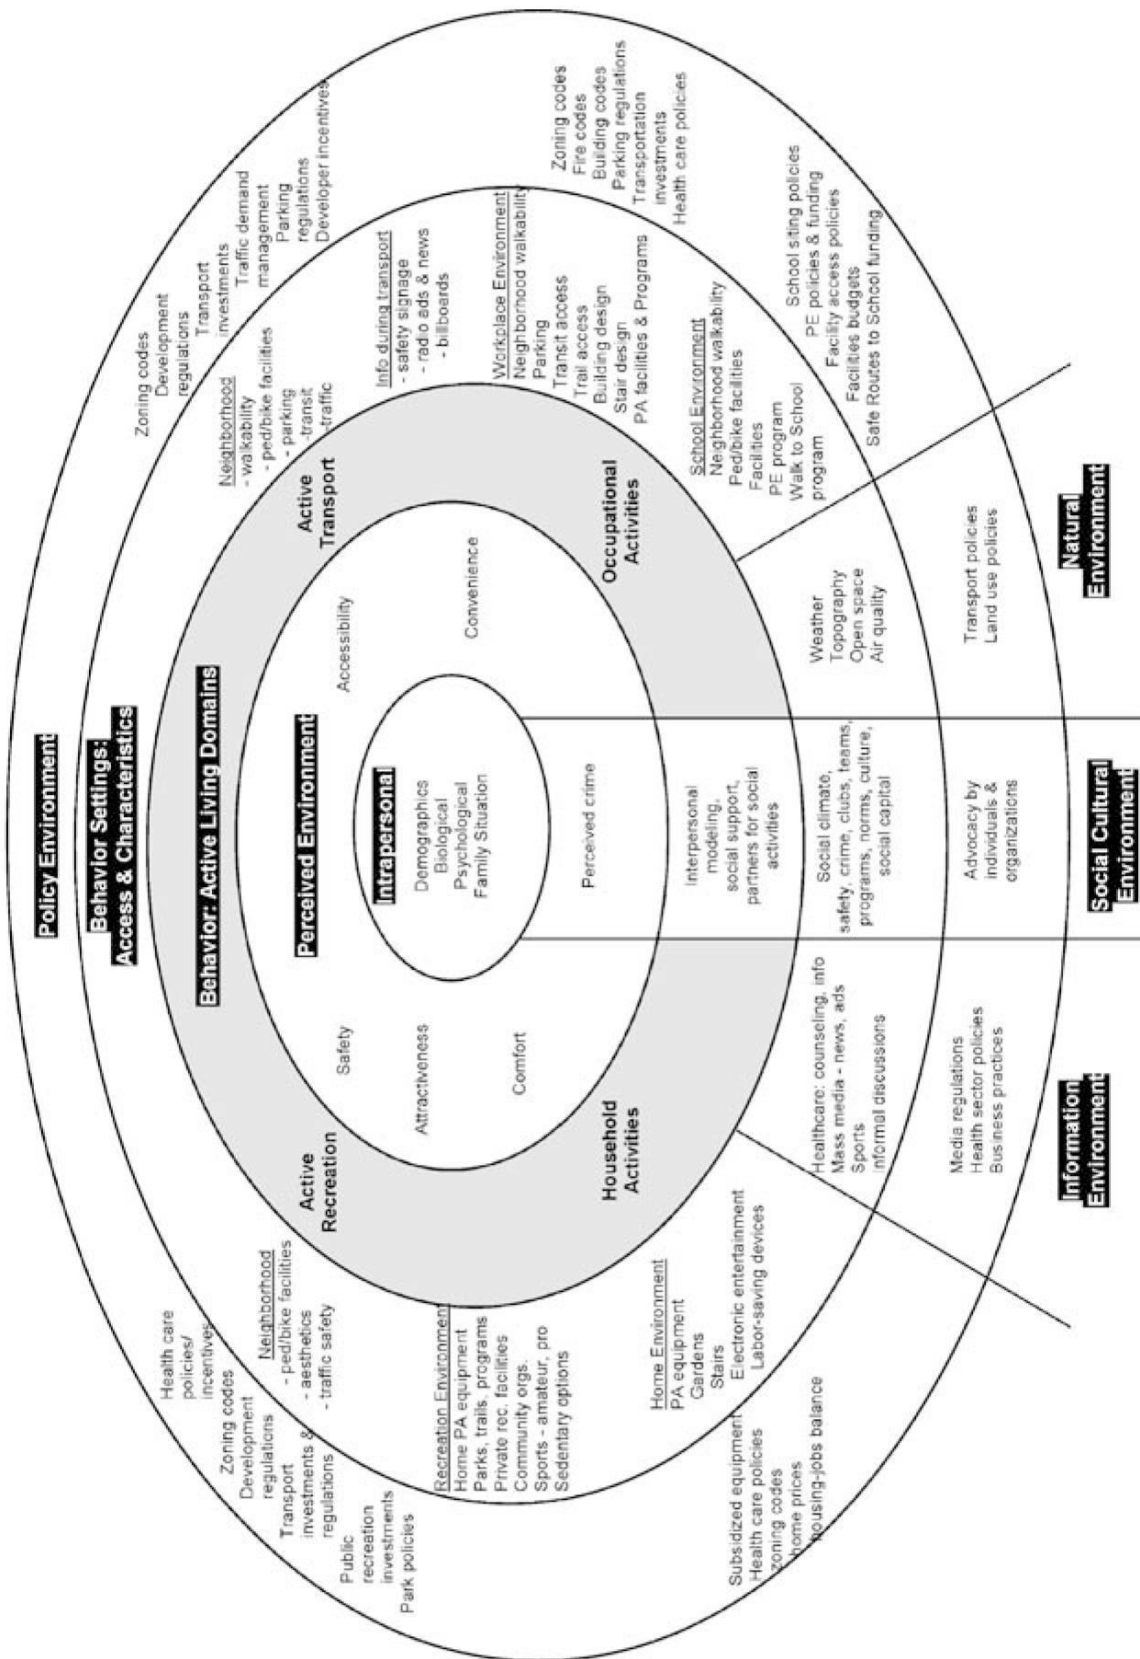 Policy Environment
Behavior Settings:
Access & Characteristics
Behavior: Active Living Domains
Perceived Environment
Intrapersonal
Demographics
Biological
Psychological
Family Situation
Safety
Attractiveness
Comfort
Accessibility
Convenience
Perceived crime
Active
Recreation
Active
Transport
Household
Activities
Occupational
Activities
Interpersonal
modeling,
social support,
partners for social
activities
Health care
policies/
incentives
Zoning codes
Development
regulations
Transport
investments &
regulations
Public
recreation
investments
Park policies
Neighborhood
- ped/bike facilities
- aesthetics
- traffic safety
Recreation Environment
Home PA equipment
Parks, trails, programs
Private rec. facilities
Community orgs.
Sports - amateur, pro
Sedentary options
Home Environment
PA equipment
Gardens
Stairs
Electronic entertainment
Labor-saving devices
Subsidized equipment
Health care policies
zoning codes
home prices
housing-jobs balance
Zoning codes
Development
regulations
Transport
investments
Traffic demand
management
Parking
regulations
Developer incentives
Neighborhood
- walkability
- ped/bike facilities
- parking
-transit
-traffic
Info during transport
- safety signage
- radio ads & news
- billboards
Workplace Environment
Neighborhood walkability
Parking
Transit access
Trail access
Building design
Stair design
PA facilities & Programs
Zoning codes
Fire codes
Building codes
Parking regulations
Transportation
investments
Health care policies
School Environment
Neighborhood walkability
Ped/bike facilities
Facilities
PE program
Walk to School
program
School siting policies
PE policies & funding
Facility access policies
Facilities budgets
Safe Routes to School funding
Healthcare: counseling, info
Mass media - news, ads
Sports
Informal discussions
Media regulations
Health sector policies
Business practices
Information
Environment
Social climate,
safety, crime, clubs, teams,
programs, norms, culture,
social capital
Advocacy by
individuals &
organizations
Social Cultural
Environment
Weather
Topography
Open space
Air quality
Transport policies
Land use policies
Natural
Environment